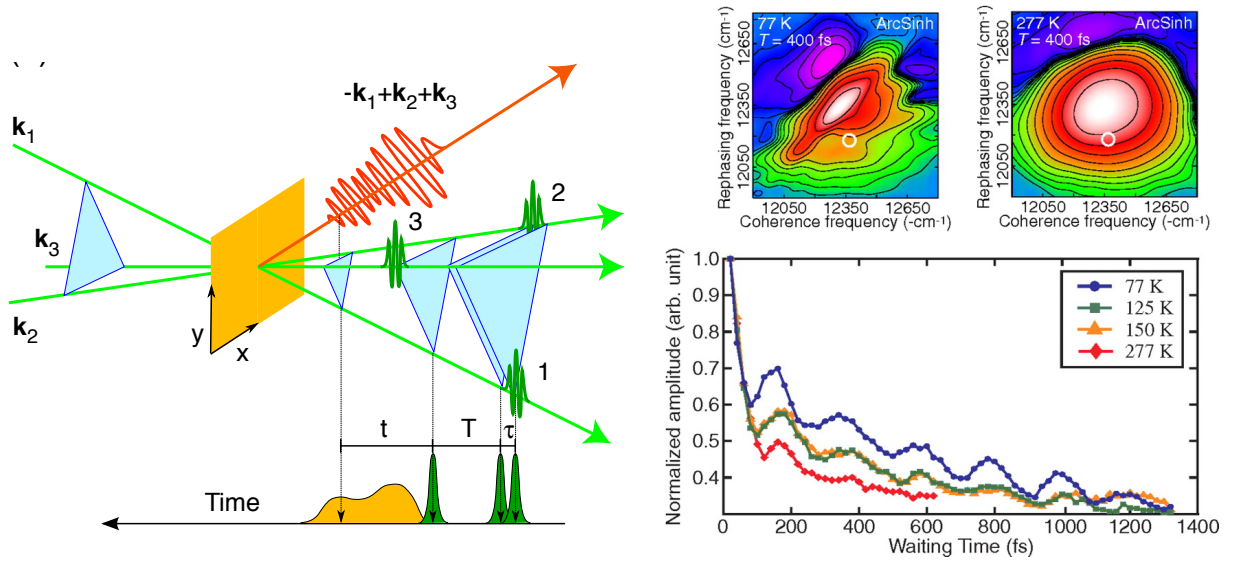 k1
k3
k2
-k1+k2+k3
3
2
1
y
x
t
T
τ
Time
77 K
ArcSinh
T = 400 fs
Rephasing frequency (cm-1)
12650
12350
12050
12050 12350 12650
Coherence frequency (-cm-1)
277 K
ArcSinh
T = 400 fs
Rephasing frequency (cm-1)
12650
12350
12050
12050 12350 12650
Coherence frequency (-cm-1)
Normalized amplitude (arb. unit)
1.0
0.9
0.8
0.7
0.6
0.5
0.4
77 K
125 K
150 K
277 K
0 200 400 600 800 1000 1200 1400
Waiting Time (fs)